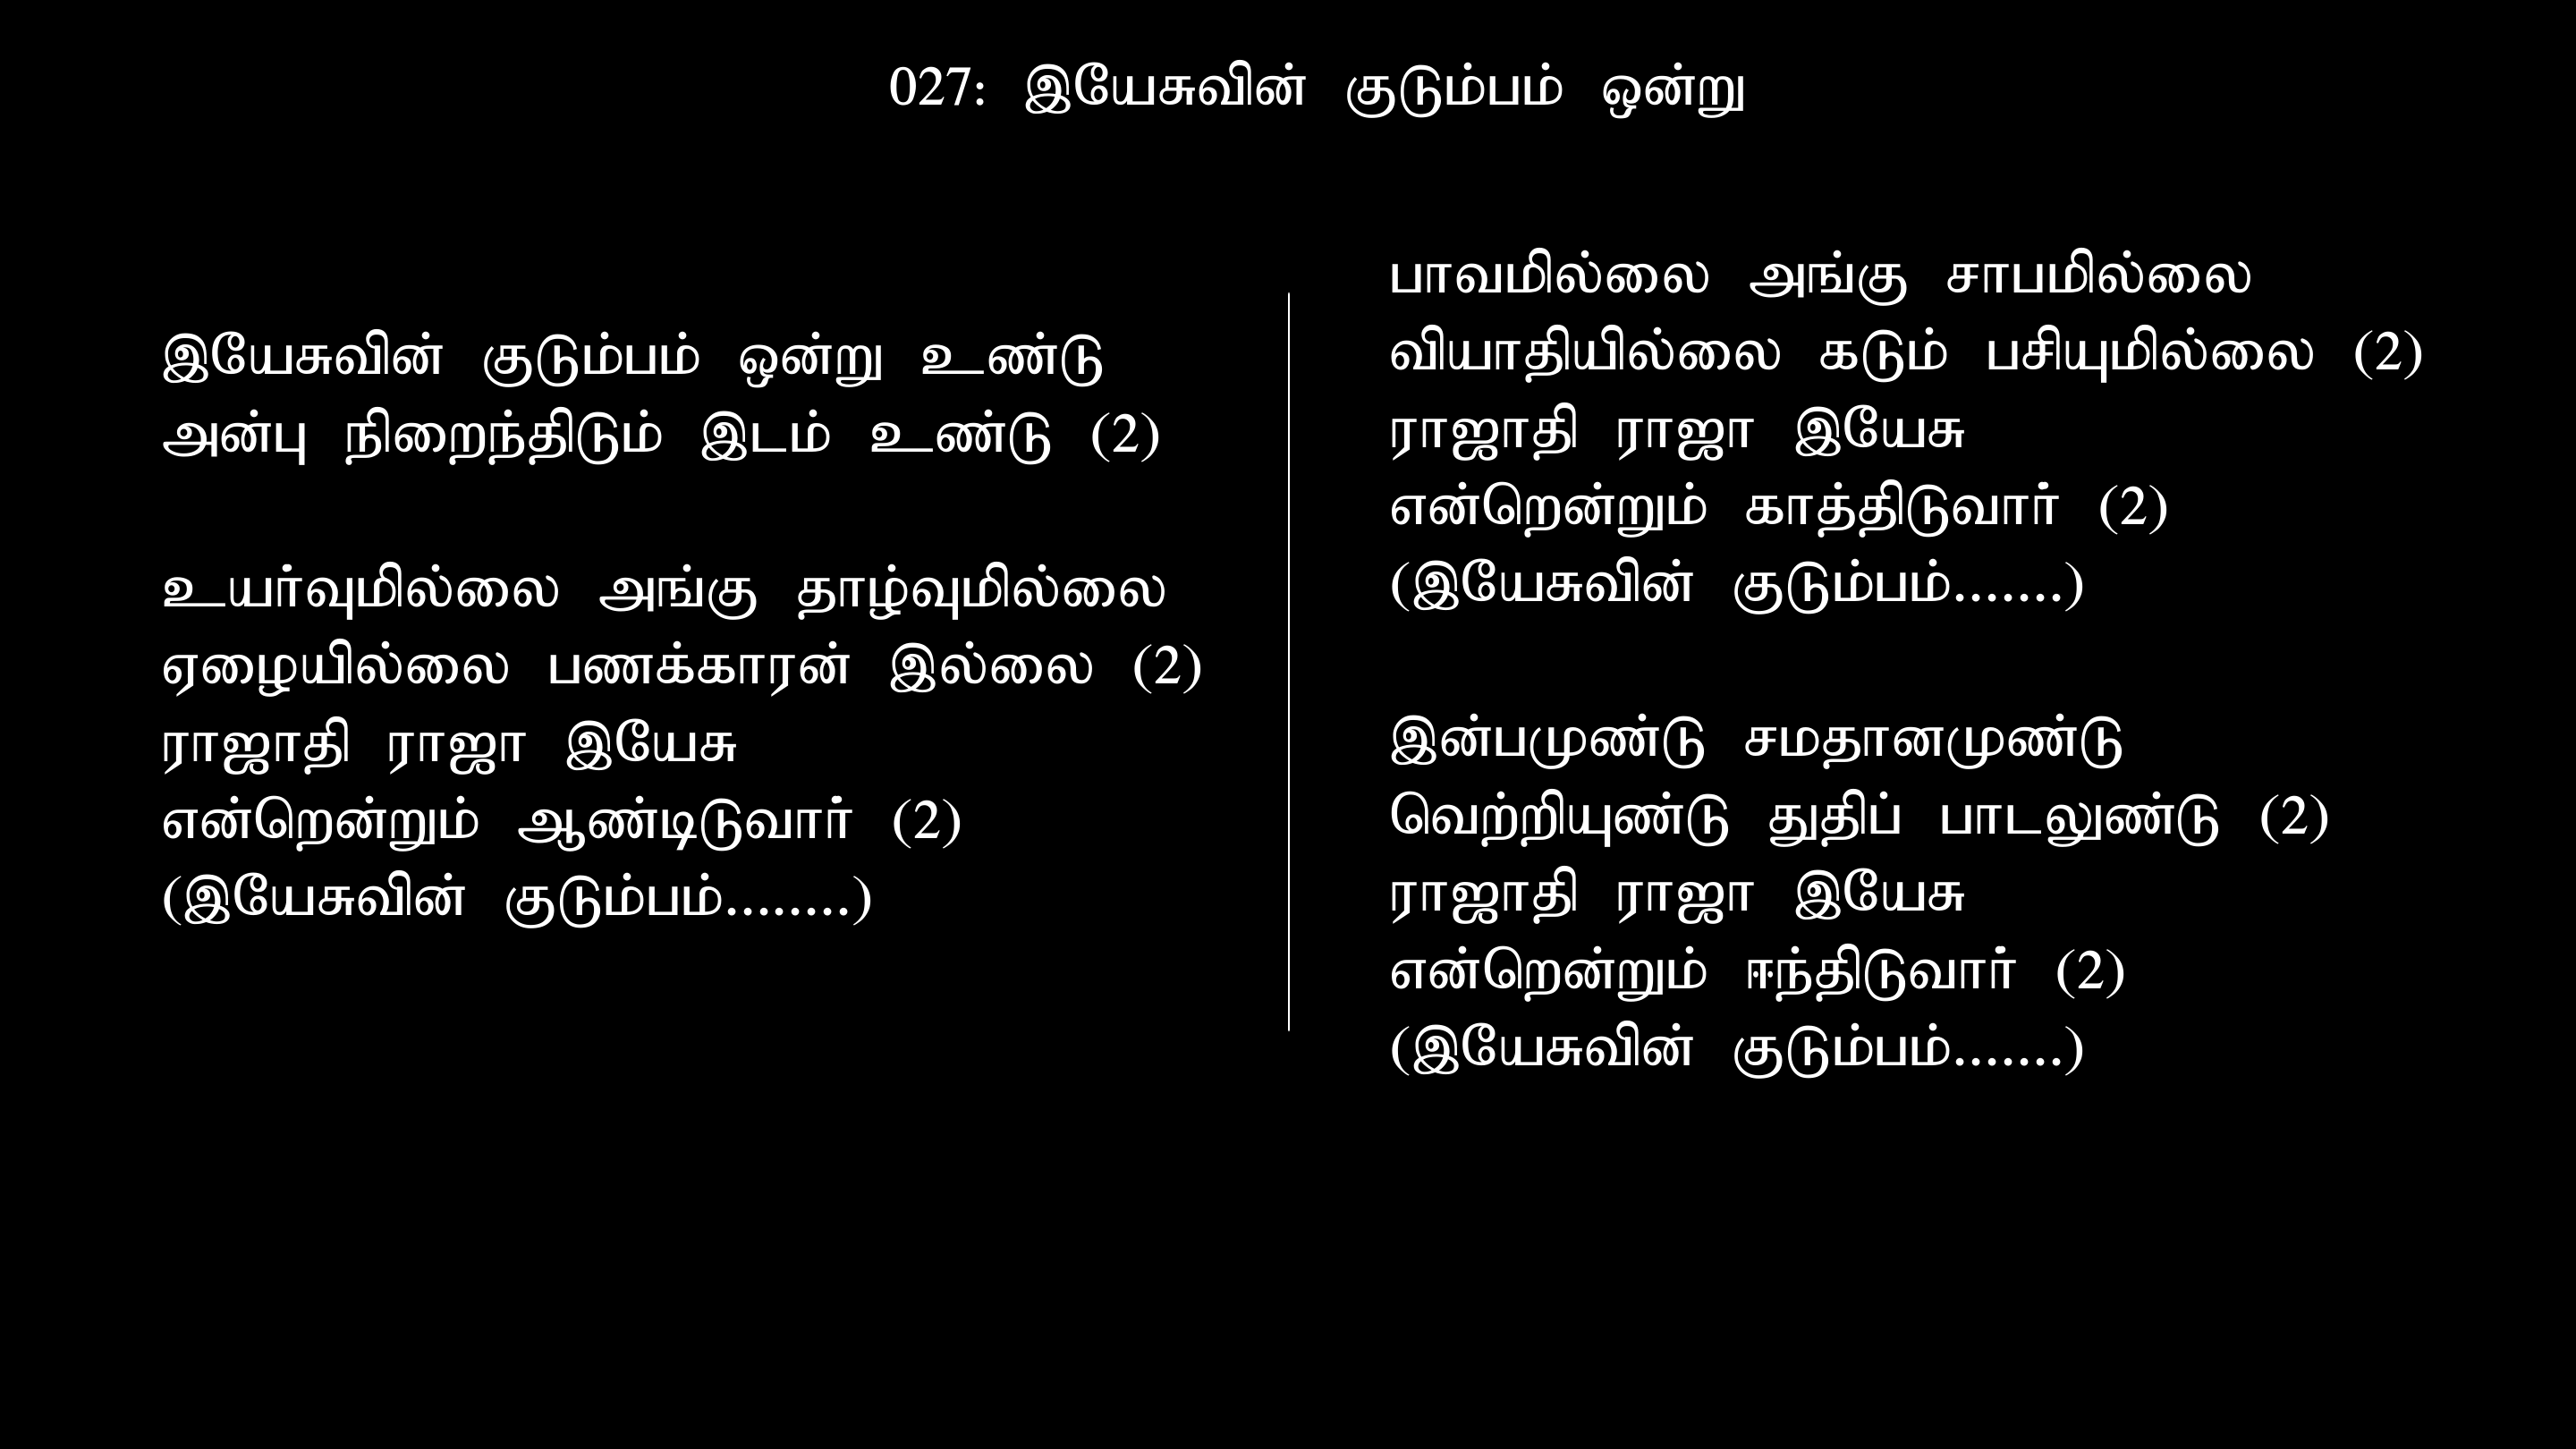 027: இயேசுவின் குடும்பம் ஒன்று
இயேசுவின் குடும்பம் ஒன்று உண்டு
அன்பு நிறைந்திடும் இடம் உண்டு (2)
உயர்வுமில்லை அங்கு தாழ்வுமில்லை
ஏழையில்லை பணக்காரன் இல்லை (2)
ராஜாதி ராஜா இயேசு
என்றென்றும் ஆண்டிடுவார் (2)
(இயேசுவின் குடும்பம்........)
பாவமில்லை அங்கு சாபமில்லை
வியாதியில்லை கடும் பசியுமில்லை (2)
ராஜாதி ராஜா இயேசு
என்றென்றும் காத்திடுவார் (2)
(இயேசுவின் குடும்பம்.......)
இன்பமுண்டு சமதானமுண்டு
வெற்றியுண்டு துதிப் பாடலுண்டு (2)
ராஜாதி ராஜா இயேசு
என்றென்றும் ஈந்திடுவார் (2)
(இயேசுவின் குடும்பம்.......)